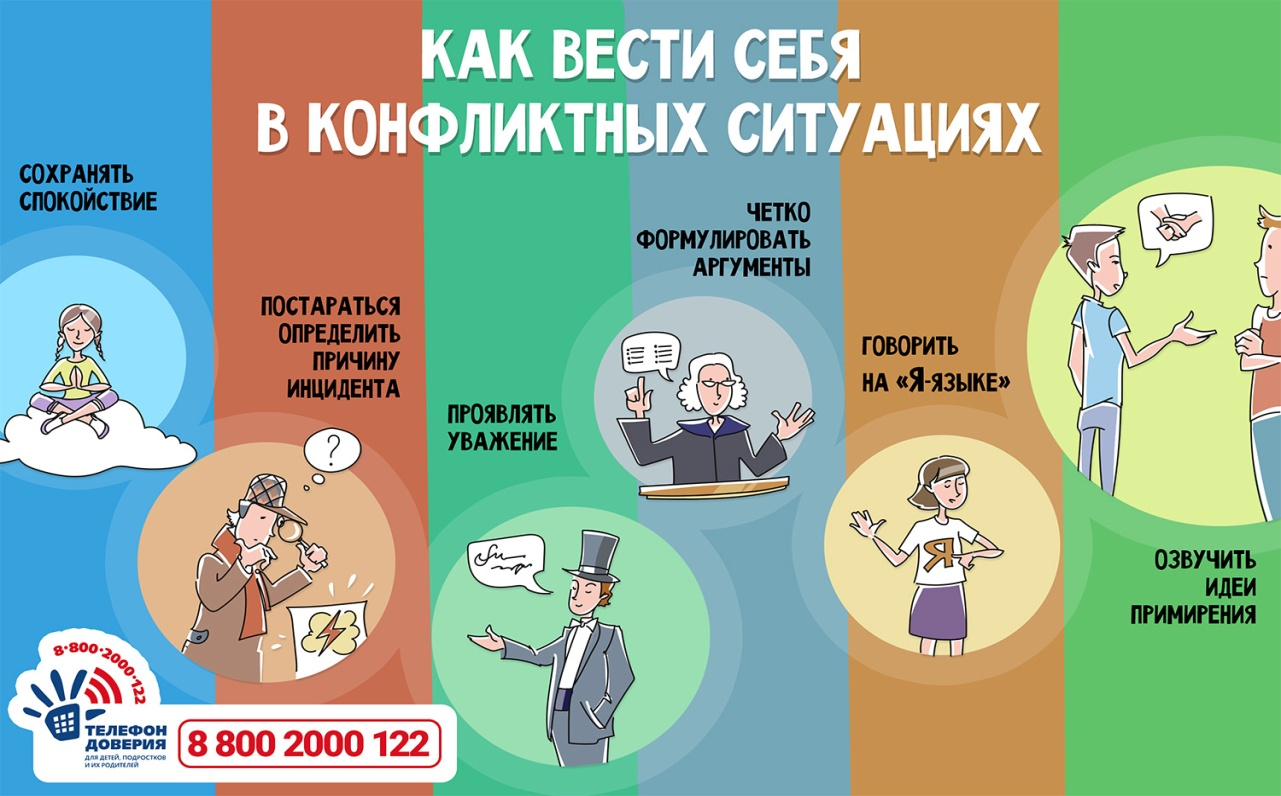 КАК ВЕСТИ СЕБЯ
В КОНФЛИКТНЫХ СИТУАЦИЯХ
СОХРАНЯТЬ
СПОКОЙСТВИЕ
ПОСТАРАТЬСЯ
ОПРЕДЕЛИТЬ
ПРИЧИНУ
ИНЦИДЕНТА
?
ПРОЯВЛЯТЬ
УВАЖЕНИЕ
ЧЕТКО
ФОРМУЛИРОВАТЬ
АРГУМЕНТЫ
ГОВОРИТЬ
НА «Я-ЯЗЫКЕ»
Я
ОЗВУЧИТЬ
ИДЕИ
ПРИМИРЕНИЯ
8-800-2000-122
ТЕЛЕФОН
ДОВЕРИЯ
ДЛЯ ДЕТЕЙ, ПОДРОСТКОВ
И ИХ РОДИТЕЛЕЙ
8 800 2000 122